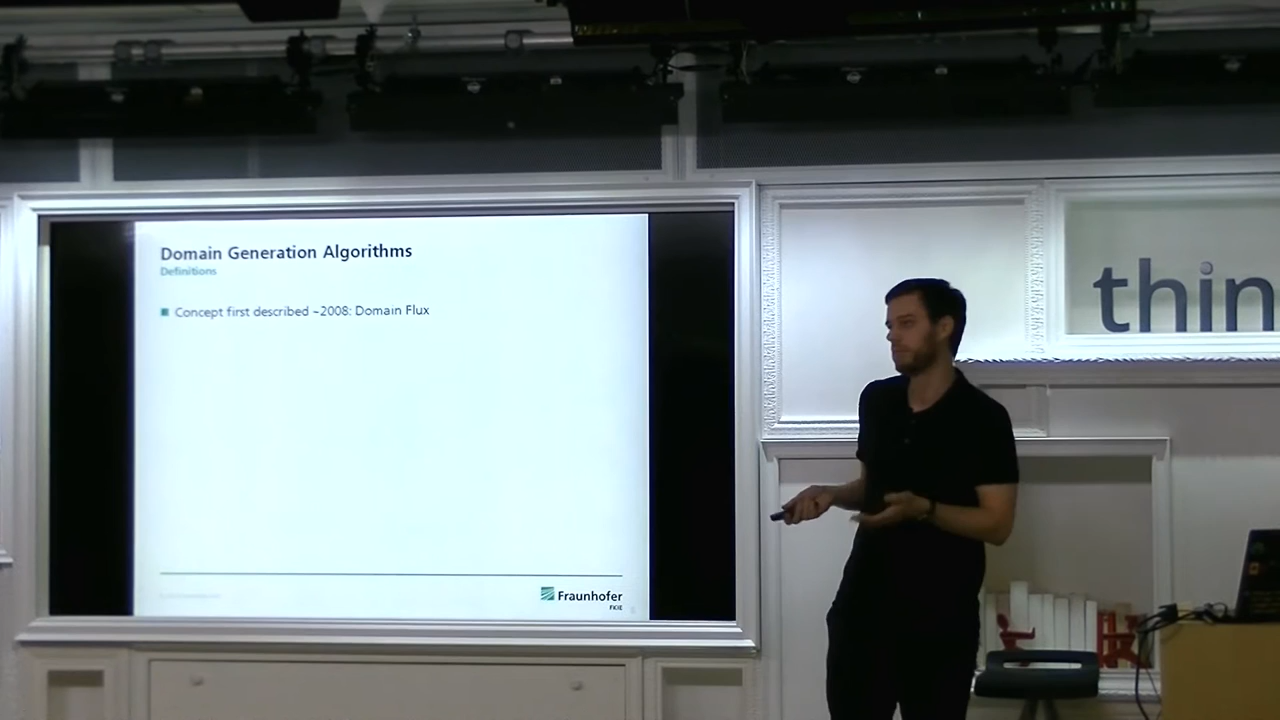 Domain Generation Algorithms
Definitions
Concept first described ~2008: Domain Flux
Fraunhofer
FKIE
thin